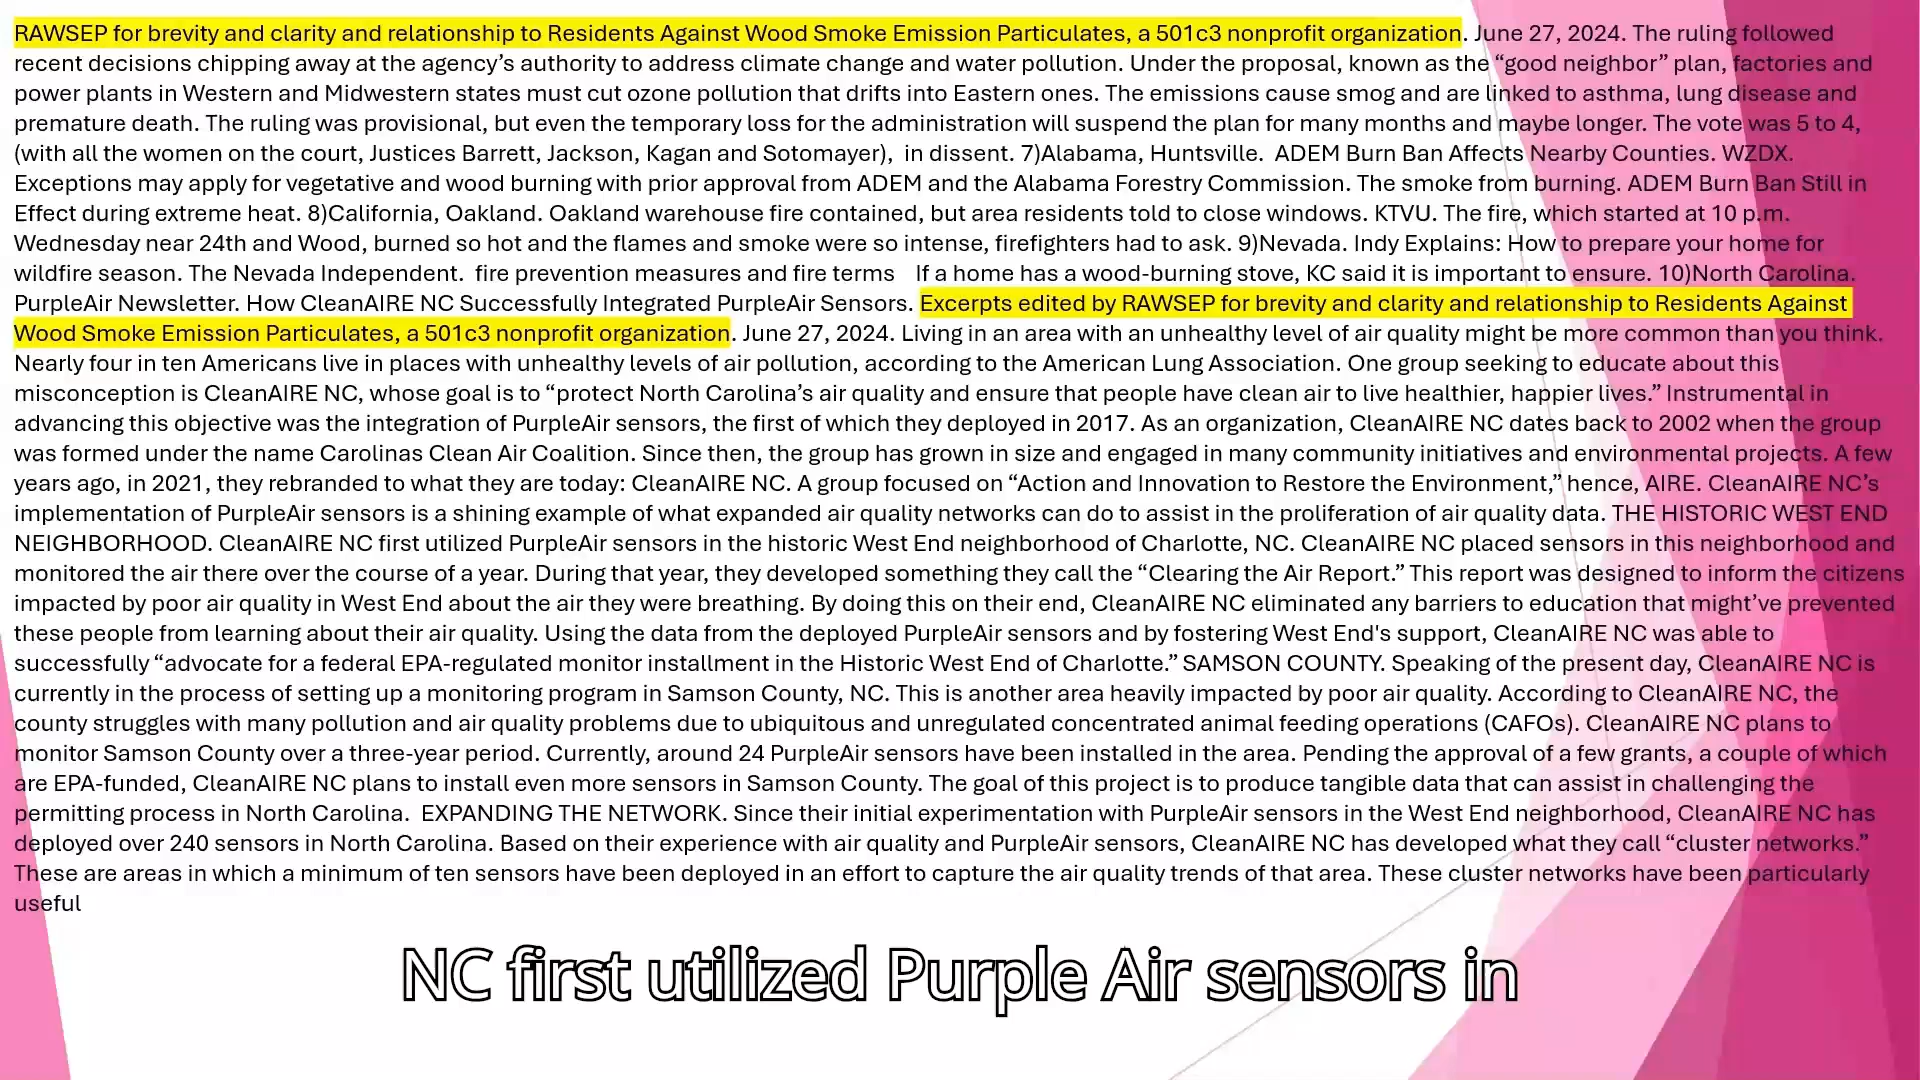 RAWSEP for brevity and clarity and relationship to Residents Against Wood Smoke Emission Particulates, a 501c3 nonprofit organization. June 27, 2024. The ruling followed
recent decisions chipping away at the agency’s authority to address climate change and water pollution. Under the proposal, known as the “good neighbor” plan, factories and
power plants in Western and Midwestern states must cut ozone pollution that drifts into Eastern ones. The emissions cause smog and are linked to asthma, lung disease and
premature death. The ruling was provisional, but even the temporary loss for the administration will suspend the plan for many months and maybe longer. The vote was 5 to 4,
(with all the women on the court, Justices Barrett, Jackson, Kagan and Sotomayer),  in dissent. 7)Alabama, Huntsville.  ADEM Burn Ban Affects Nearby Counties. WZDX.
Exceptions may apply for vegetative and wood burning with prior approval from ADEM and the Alabama Forestry Commission. The smoke from burning. ADEM Burn Ban Still in
Effect during extreme heat. 8)California, Oakland. Oakland warehouse fire contained, but area residents told to close windows. KTVU. The fire, which started at 10 p.m.
Wednesday near 24th and Wood, burned so hot and the flames and smoke were so intense, firefighters had to ask. 9)Nevada. Indy Explains: How to prepare your home for
wildfire season. The Nevada Independent.  fire prevention measures and fire terms    If a home has a wood-burning stove, KC said it is important to ensure. 10)North Carolina.
PurpleAir Newsletter. How CleanAIRE NC Successfully Integrated PurpleAir Sensors. Excerpts edited by RAWSEP for brevity and clarity and relationship to Residents Against
Wood Smoke Emission Particulates, a 501c3 nonprofit organization. June 27, 2024. Living in an area with an unhealthy level of air quality might be more common than you think.
Nearly four in ten Americans live in places with unhealthy levels of air pollution, according to the American Lung Association. One group seeking to educate about this
misconception is CleanAIRE NC, whose goal is to “protect North Carolina’s air quality and ensure that people have clean air to live healthier, happier lives.” Instrumental in
advancing this objective was the integration of PurpleAir sensors, the first of which they deployed in 2017. As an organization, CleanAIRE NC dates back to 2002 when the group
was formed under the name Carolinas Clean Air Coalition. Since then, the group has grown in size and engaged in many community initiatives and environmental projects. A few
years ago, in 2021, they rebranded to what they are today: CleanAIRE NC. A group focused on “Action and Innovation to Restore the Environment,” hence, AIRE. CleanAIRE NC’s
implementation of PurpleAir sensors is a shining example of what expanded air quality networks can do to assist in the proliferation of air quality data. THE HISTORIC WEST END
NEIGHBORHOOD. CleanAIRE NC first utilized PurpleAir sensors in the historic West End neighborhood of Charlotte, NC. CleanAIRE NC placed sensors in this neighborhood and
monitored the air there over the course of a year. During that year, they developed something they call the “Clearing the Air Report.” This report was designed to inform the citizens
impacted by poor air quality in West End about the air they were breathing. By doing this on their end, CleanAIRE NC eliminated any barriers to education that might’ve prevented
these people from learning about their air quality. Using the data from the deployed PurpleAir sensors and by fostering West End's support, CleanAIRE NC was able to
successfully “advocate for a federal EPA-regulated monitor installment in the Historic West End of Charlotte.” SAMSON COUNTY. Speaking of the present day, CleanAIRE NC is
currently in the process of setting up a monitoring program in Samson County, NC. This is another area heavily impacted by poor air quality. According to CleanAIRE NC, the
county struggles with many pollution and air quality problems due to ubiquitous and unregulated concentrated animal feeding operations (CAFOs). CleanAIRE NC plans to
monitor Samson County over a three-year period. Currently, around 24 PurpleAir sensors have been installed in the area. Pending the approval of a few grants, a couple of which
are EPA-funded, CleanAIRE NC plans to install even more sensors in Samson County. The goal of this project is to produce tangible data that can assist in challenging the
permitting process in North Carolina.  EXPANDING THE NETWORK. Since their initial experimentation with PurpleAir sensors in the West End neighborhood, CleanAIRE NC has
deployed over 240 sensors in North Carolina. Based on their experience with air quality and PurpleAir sensors, CleanAIRE NC has developed what they call “cluster networks.”
These are areas in which a minimum of ten sensors have been deployed in an effort to capture the air quality trends of that area. These cluster networks have been particularly
useful
NC first utilized Purple Air sensors in